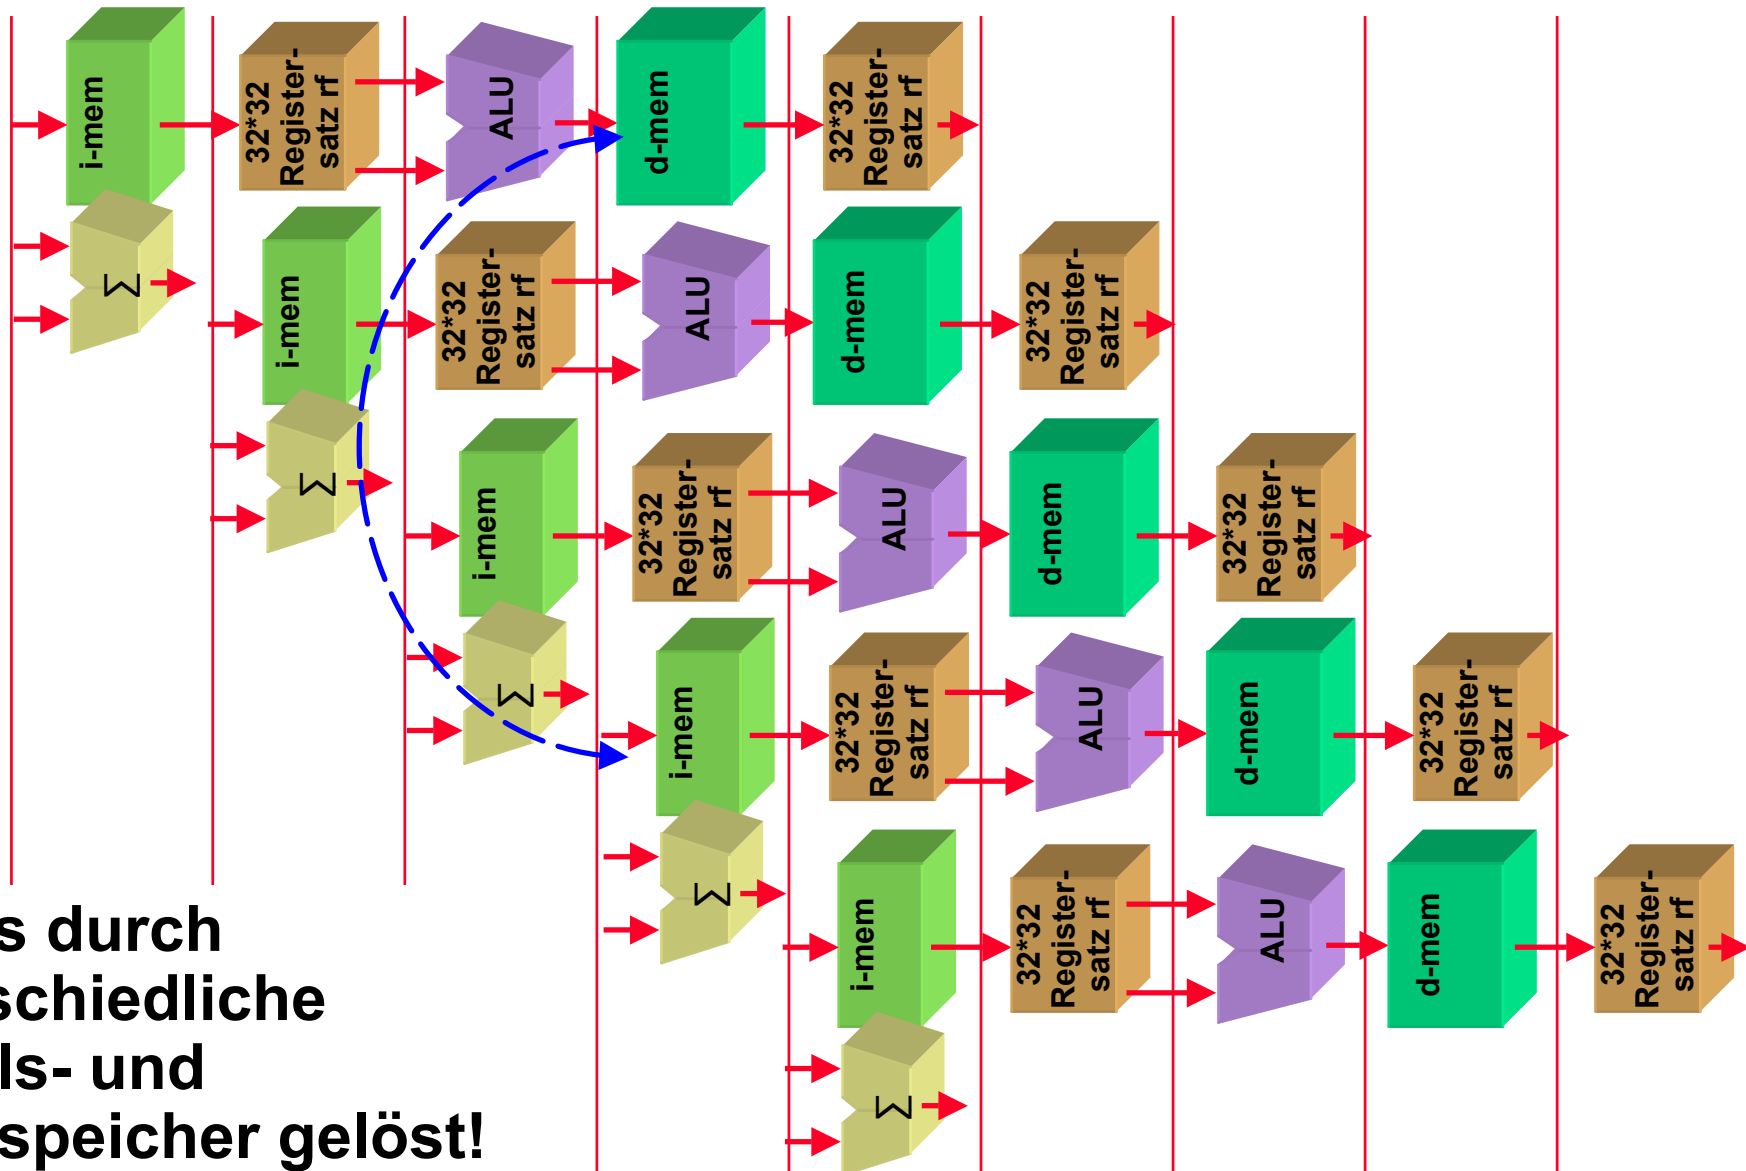 i-mem
32*32
Register-
satz rf
ALU
d-mem
32*32
Register-
satz rf
Σ
i-mem
32*32
Register-
satz rf
ALU
d-mem
32*32
Register-
satz rf
Σ
i-mem
32*32
Register-
satz rf
ALU
d-mem
32*32
Register-
satz rf
Σ
i-mem
32*32
Register-
satz rf
ALU
d-mem
32*32
Register-
satz rf
Σ
i-mem
32*32
Register-
satz rf
ALU
d-mem
32*32
Register-
satz rf
Σ
s durch
schiedliche
ls- und
speicher gelöst!